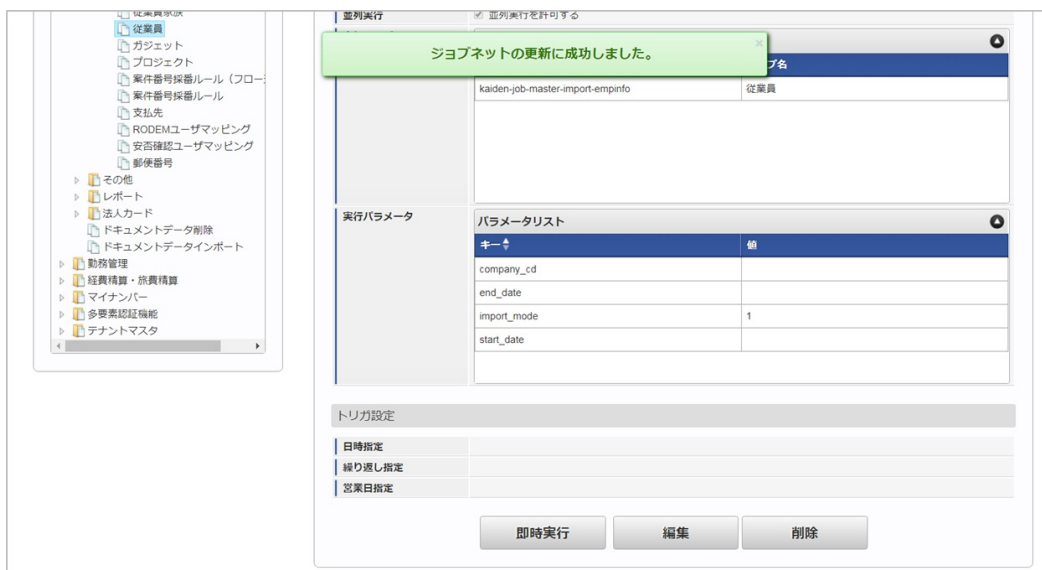 従業員家族
従業員
ガジェット
プロジェクト
案件番号採番ルール（フロー
案件番号採番ルール
支払先
RODEMユーザマッピング
安否確認ユーザマッピング
郵便番号
その他
レポート
法人カード
ドキュメントデータ削除
ドキュメントデータインポート
勤務管理
経費精算・旅費精算
マイナンバー
多要素認証機能
テナントマスタ
並列実行
並列実行を許可する
ジョブネットの更新に成功しました。
ブ名
kaiden-job-master-import-empinfo 従業員
実行パラメータ
パラメータリスト
キー 値
company_cd
end_date
import_mode 1
start_date
トリガ設定
日時指定
繰り返し指定
営業日指定
即時実行 編集 削除